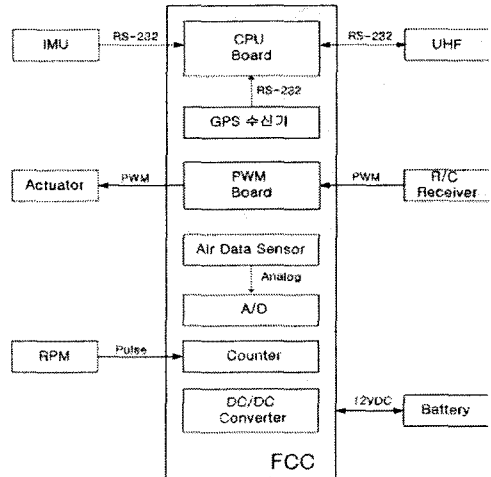 IMU
RS-232
CPU
Board
RS-232
UHF
RS-232
GPS 수신기
Actuator
PWM
PWM
Board
PWM
R/C
Receiver
Air Data Sensor
Analog
A/D
RPM
Pulse
Counter
DC/DC
Converter
12VDC
Battery
FCC